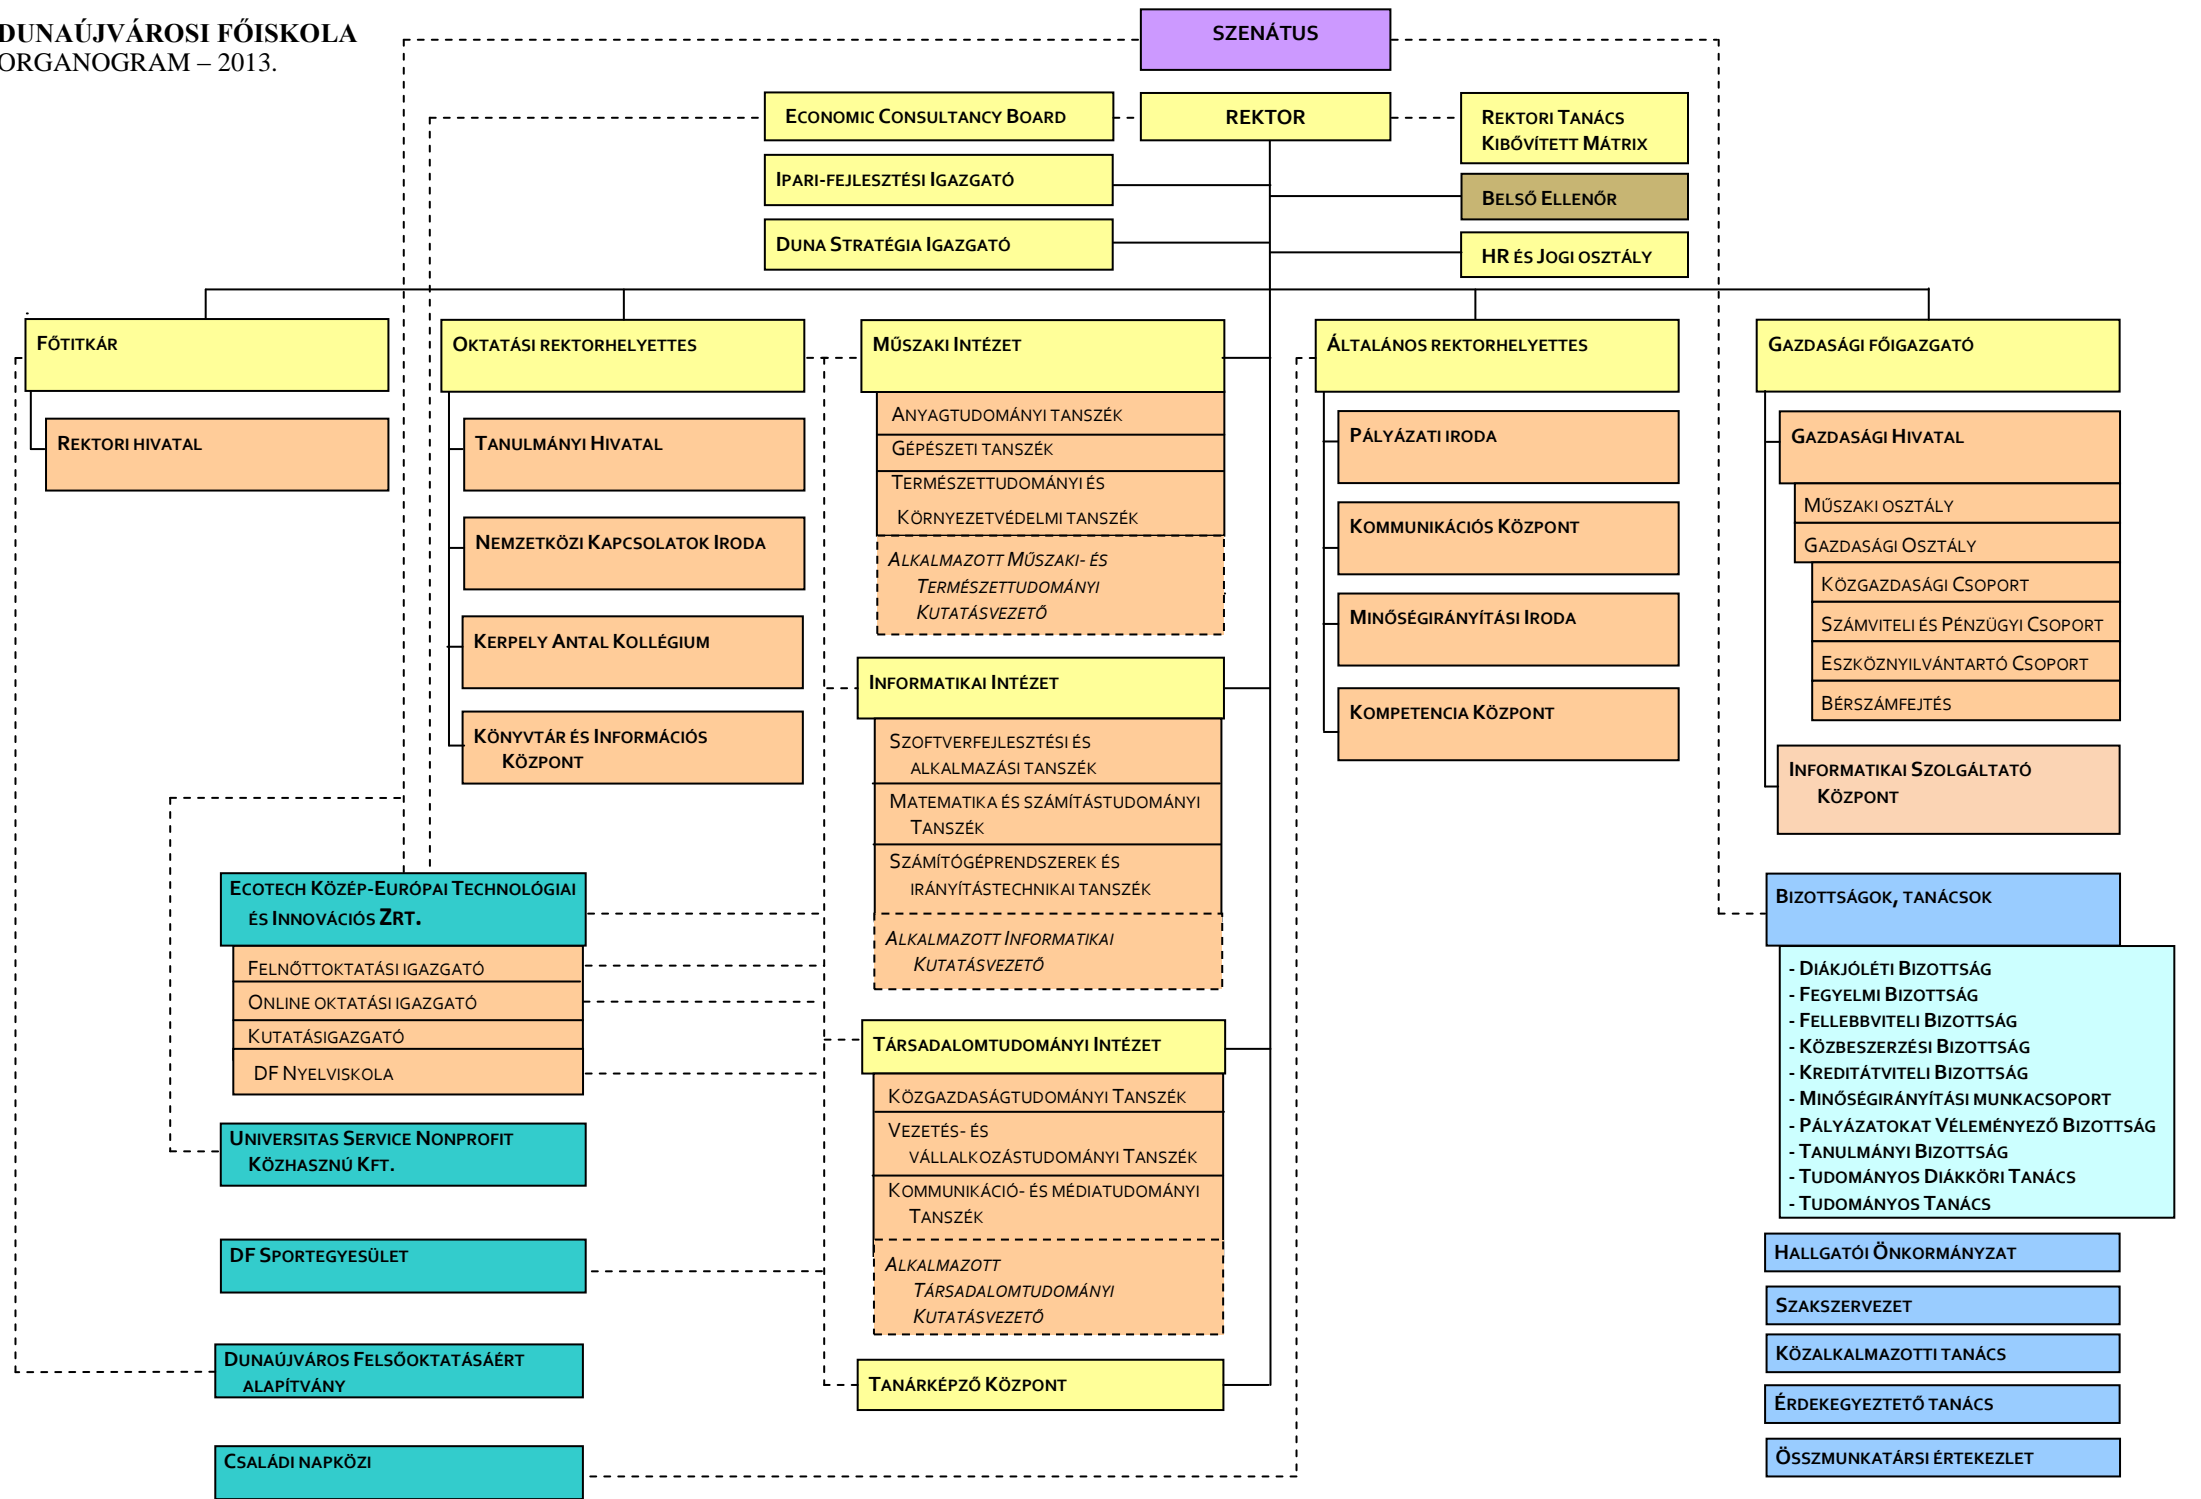 DUNAÚJVÁROSI FŐISKOLA
ORGANOGRAM – 2013.
SZENÁTUS
ECONOMIC CONSULTANCY BOARD
REKTOR
REKTORI TANÁCS
KIBŐVÍTETT MÁTRIX
IPARI-FEJLESZTÉSI IGAZGATÓ
BELSŐ ELLENŐR
DUNA STRATÉGIA IGAZGATÓ
HR ÉS JOGI OSZTÁLY
FŐTITKÁR
REKTORI HIVATAL
OKTATÁSI REKTORHELYETTES
TANULMÁNYI HIVATAL
NEMZETKÖZI KAPCSOLATOK IRODA
KERPELY ANTAL KOLLÉGIUM
KÖNYVTÁR ÉS INFORMÁCIÓS
KÖZPONT
MŰSZAKI INTÉZET
ANYAGTUDOMÁNYI TANSZÉK
GÉPÉSZETI TANSZÉK
TERMÉSZETTUDOMÁNYI ÉS
KÖRNYEZETVÉDELMI TANSZÉK
ALKALMAZOTT MŰSZAKI- ÉS
TERMÉSZETTUDOMÁNYI
KUTATÁSVEZETŐ
INFORMATIKAI INTÉZET
SZOFTVERFEJLESZTÉSI ÉS
ALKALMAZÁSI TANSZÉK
MATEMATIKA ÉS SZÁMÍTÁSTUDOMÁNYI
TANSZÉK
SZÁMÍTÓGÉPRENDSZEREK ÉS
IRÁNYÍTÁSTECHNIKAI TANSZÉK
ALKALMAZOTT INFORMATIKAI
KUTATÁSVEZETŐ
TÁRSADALOMTUDOMÁNYI INTÉZET
KÖZGAZDASÁGTUDOMÁNYI TANSZÉK
VEZETÉS- ÉS
VÁLLALKOZÁSTUDOMÁNYI TANSZÉK
KOMMUNIKÁCIÓ- ÉS MÉDIATUDOMÁNYI
TANSZÉK
ALKALMAZOTT
TÁRSADALOMTUDOMÁNYI
KUTATÁSVEZETŐ
TANÁRKÉPZŐ KÖZPONT
ÁLTALÁNOS REKTORHELYETTES
PÁLYÁZATI IRODA
KOMMUNIKÁCIÓS KÖZPONT
MINŐSÉGIRÁNYÍTÁSI IRODA
KOMPETENCIA KÖZPONT
GAZDASÁGI FŐIGAZGATÓ
GAZDASÁGI HIVATAL
MŰSZAKI OSZTÁLY
GAZDASÁGI OSZTÁLY
KÖZGAZDASÁGI CSOPORT
SZÁMVITELI ÉS PÉNZÜGYI CSOPORT
ESZKÖZNYILVÁNTARTÓ CSOPORT
BÉRSZÁMFEJTÉS
INFORMATIKAI SZOLGÁLTATÓ
KÖZPONT
ECOTECH KÖZÉP-EURÓPAI TECHNOLÓGIAI
ÉS INNOVÁCIÓS ZRT.
FELNŐTTOKTATÁSI IGAZGATÓ
ONLINE OKTATÁSI IGAZGATÓ
KUTATÁSIGAZGATÓ
DF NYELVISKOLA
UNIVERSITAS SERVICE NONPROFIT
KÖZHASZNÚ KFT.
DF SPORTEGYESÜLET
DUNAÚJVÁROS FELSŐOKTATÁSÁÉRT
ALAPÍTVÁNY
CSALÁDI NAPKÖZI
BIZOTTSÁGOK, TANÁCSOK
- DIÁKJÓLÉTI BIZOTTSÁG
- FEGYELMI BIZOTTSÁG
- FELLEBBVITELI BIZOTTSÁG
- KÖZBESZERZÉSI BIZOTTSÁG
- KREDITÁTVITELI BIZOTTSÁG
- MINŐSÉGIRÁNYÍTÁSI MUNKACSOPORT
- PÁLYÁZATOKAT VÉLEMÉNYEZŐ BIZOTTSÁG
- TANULMÁNYI BIZOTTSÁG
- TUDOMÁNYOS DIÁKKÖRI TANÁCS
- TUDOMÁNYOS TANÁCS
HALLGATÓI ÖNKORMÁNYZAT
SZAKSZERVEZET
KÖZALKALMAZOTTI TANÁCS
ÉRDEKEGYEZTETŐ TANÁCS
ÖSSZMUNKATÁRSI ÉRTEKEZLET